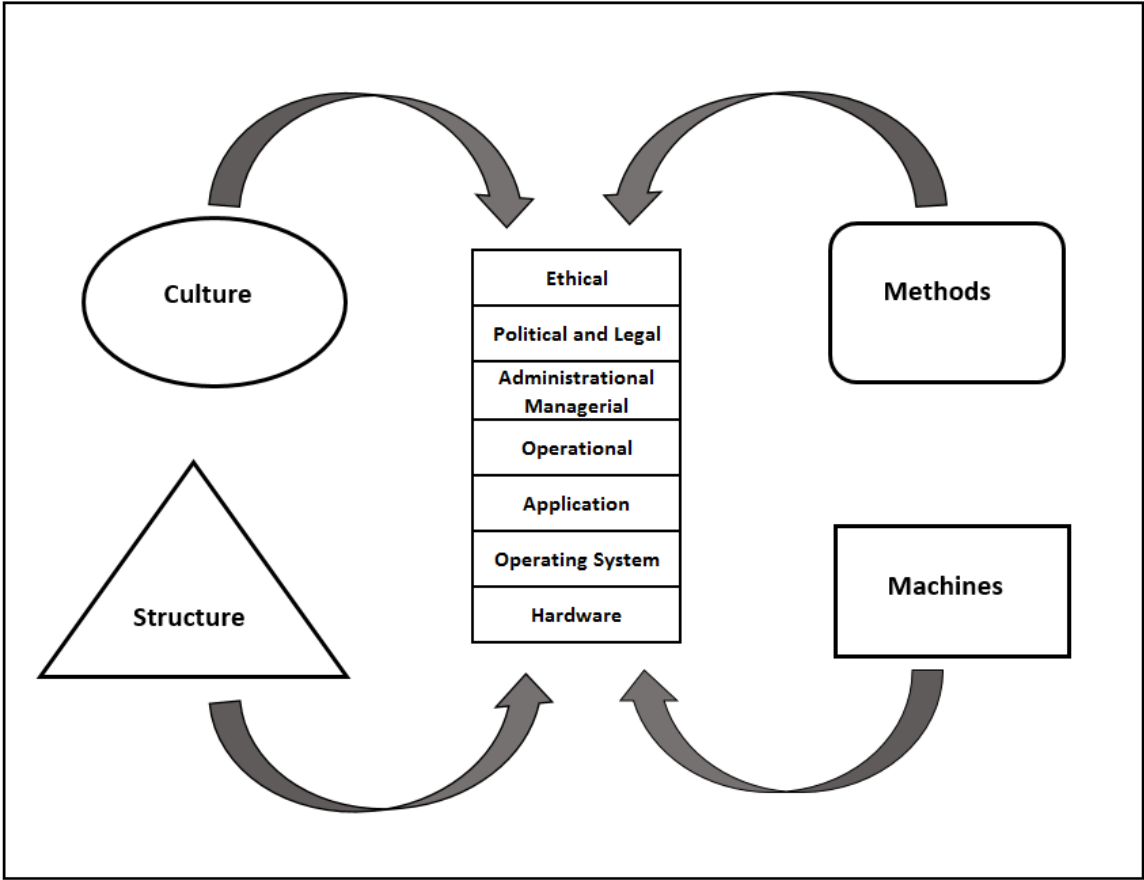 Culture
Methods
Ethical
Political and Legal
Administrational
Managerial
Operational
Application
Operating System
Hardware
Structure
Machines